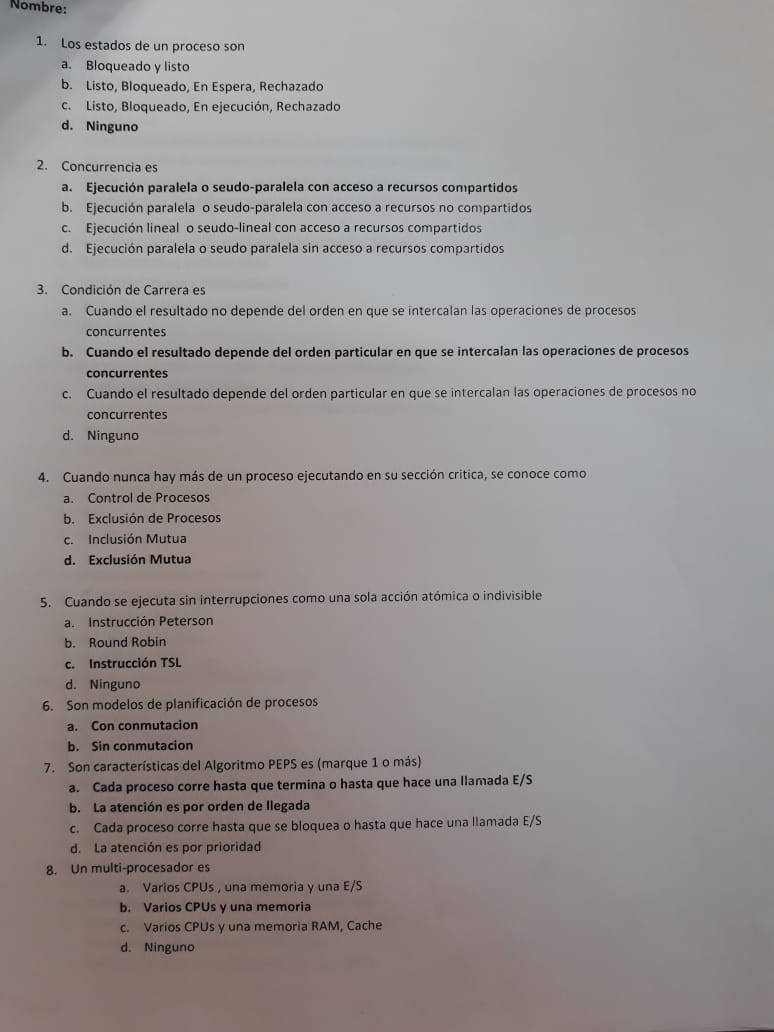 Nombre:
1. Los estados de un proceso son
a. Bloqueado y listo
b. Listo, Bloqueado, En Espera, Rechazado
c. Listo, Bloqueado, En ejecución, Rechazado
d. Ninguno
2. Concurrencia es
a. Ejecución paralela o seudo-paralela con acceso a recursos compartidos
b. Ejecución paralela o seudo-paralela con acceso a recursos no compartidos
c. Ejecución lineal o seudo-lineal con acceso a recursos compartidos
d. Ejecución paralela o seudo paralela sin acceso a recursos compartidos
3. Condición de Carrera es
a. Cuando el resultado no depende del orden en que se intercalan las operaciones de procesos
concurrentes
b. Cuando el resultado depende del orden particular en que se intercalan las operaciones de procesos
concurrentes
c. Cuando el resultado depende del orden particular en que se intercalan las operaciones de procesos no
concurrentes
d. Ninguno
4. Cuando nunca hay más de un proceso ejecutando en su sección critica, se conoce como
a. Control de Procesos
b. Exclusión de Procesos
c. Inclusión Mutua
d. Exclusión Mutua
5. Cuando se ejecuta sin interrupciones como una sola acción atómica o indivisible
a. Instrucción Peterson
b. Round Robin
c. Instrucción TSL
d. Ninguno
6. Son modelos de planificación de procesos
a. Con conmutacion
b. Sin conmutacion
7. Son características del Algoritmo PEPS es (marque 1 o más)
a. Cada proceso corre hasta que termina o hasta que hace una llamada E/S
b. La atención es por orden de llegada
c. Cada proceso corre hasta que se bloquea o hasta que hace una llamada E/S
d. La atención es por prioridad
8. Un multi-procesador es
a. Varios CPUs , una memoria y una E/S
b. Varios CPUs y una memoria
c. Varios CPUs y una memoria RAM, Cache
d. Ninguno